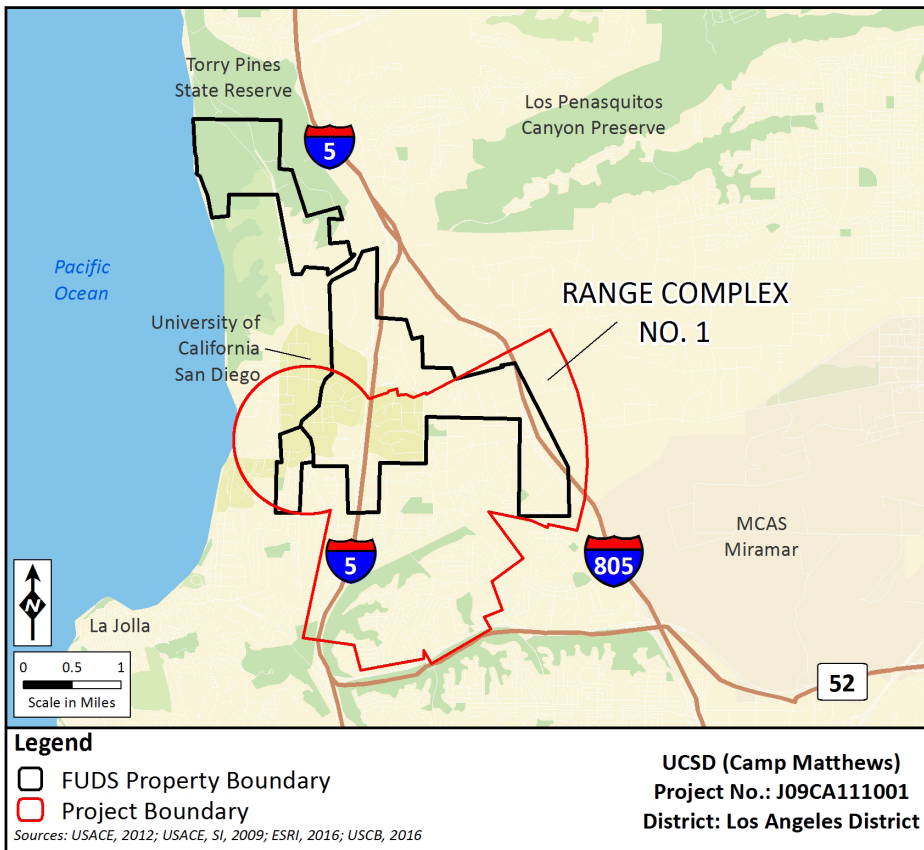 Torry Pines
State Reserve
Los Penasquitos
Canyon Preserve
5
Pacific
Ocean
RANGE COMPLEX
NO. 1
University of
California
San Diego
MCAS
Miramar
5
805
N
La Jolla
0 0.5 1
Scale in Miles
52
Legend
FUDS Property Boundary
Project Boundary
Sources: USACE, 2012; USACE, SI, 2009; ESRI, 2016; USCB, 2016
UCSD (Camp Matthews)
Project No.: J09CA111001
District: Los Angeles District